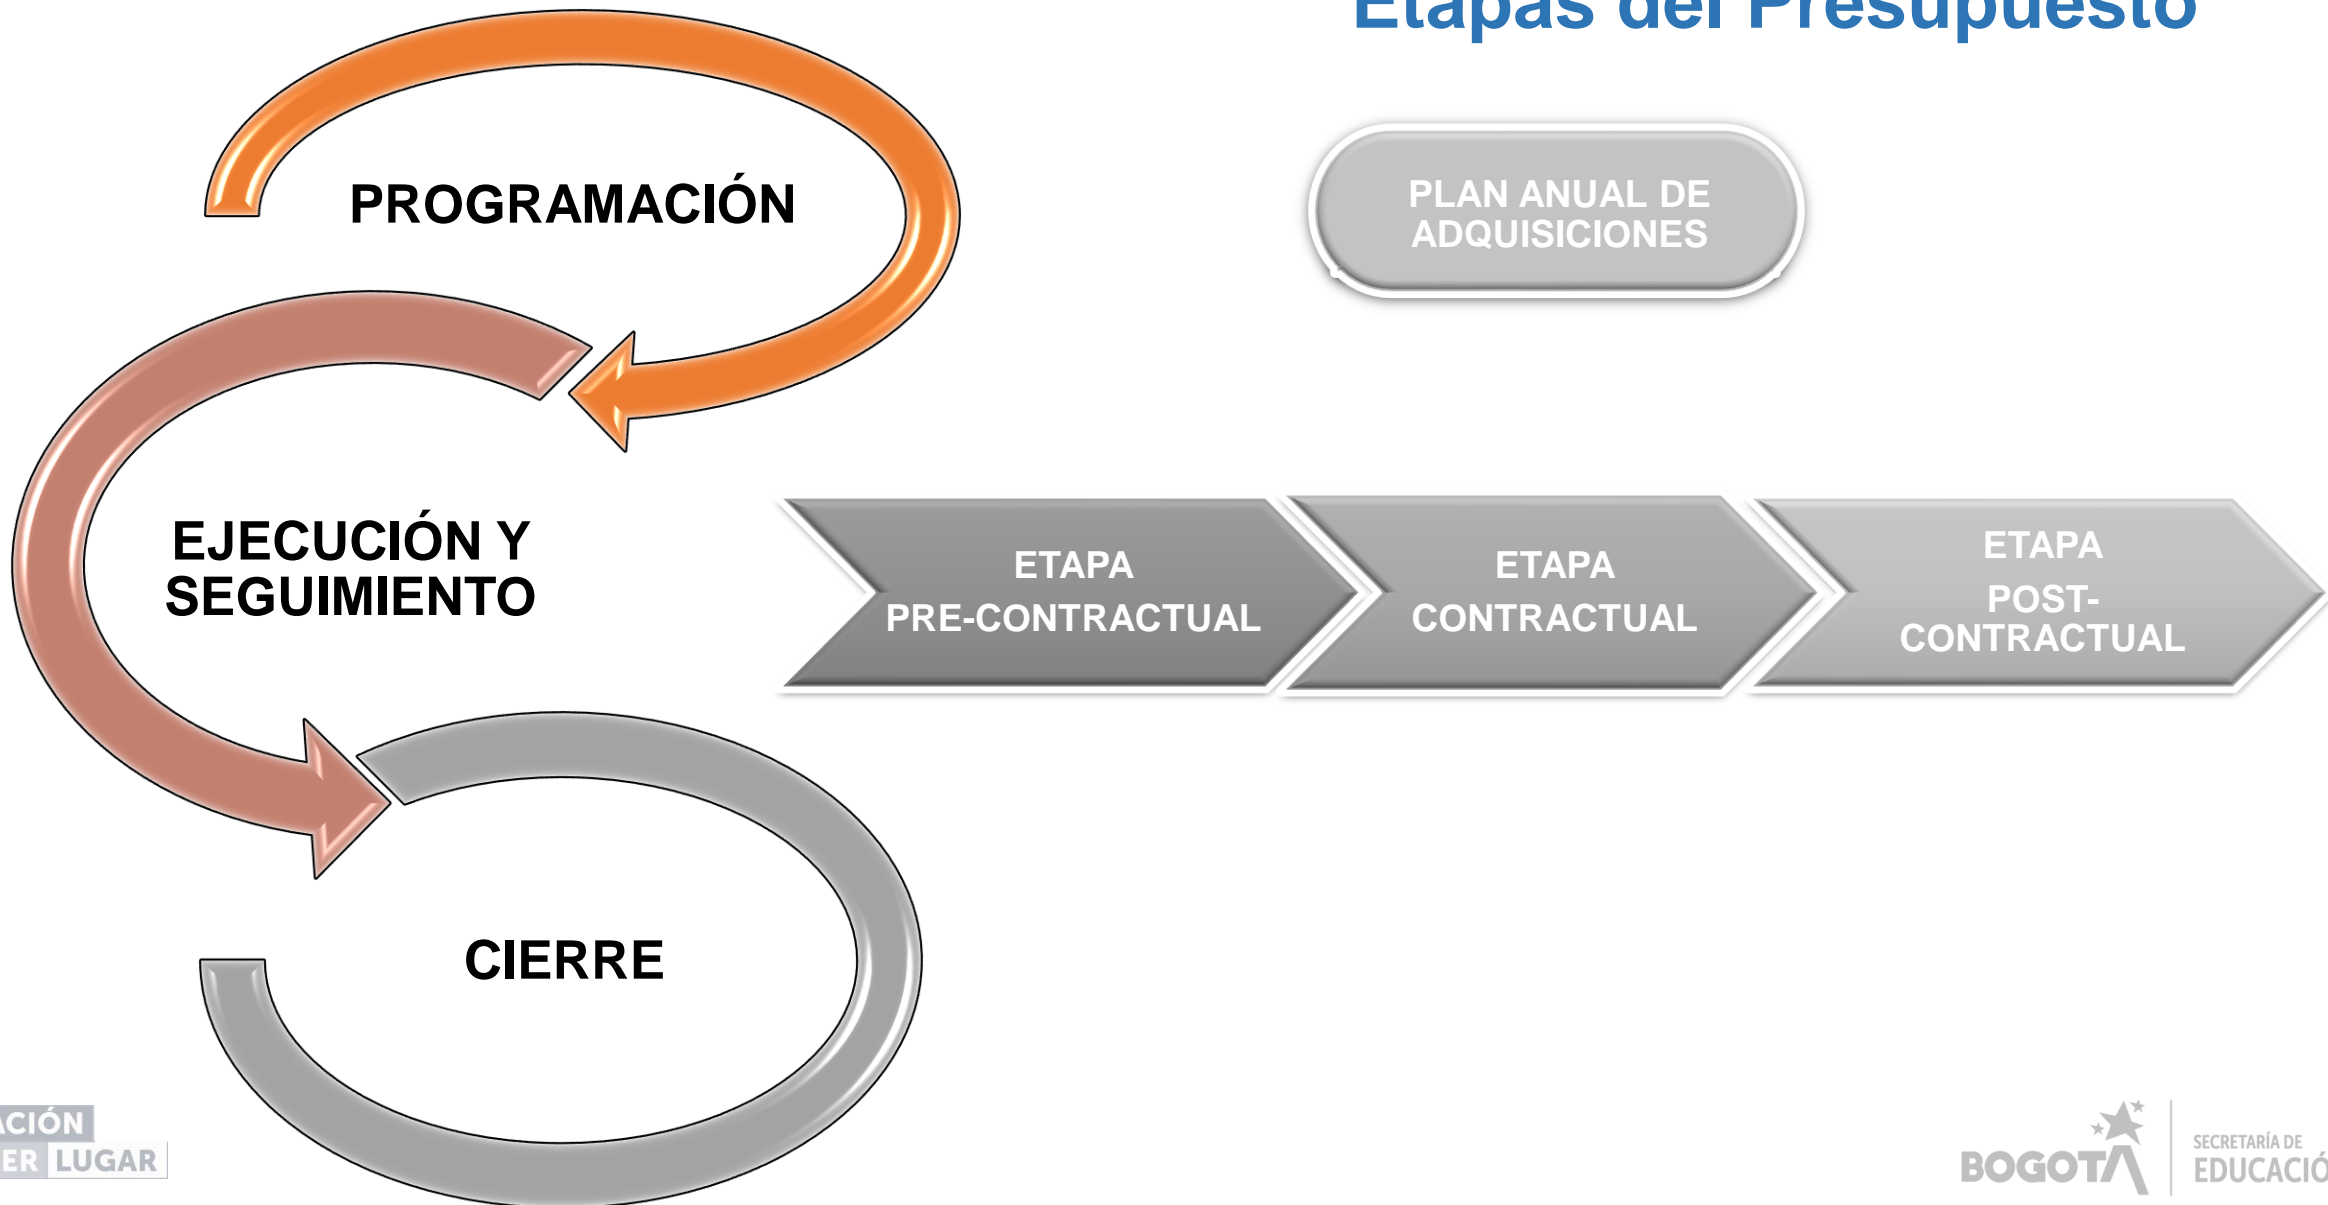 Etapas del Presupuesto
PROGRAMACIÓN
PLAN ANUAL DE
ADQUISICIONES
EJECUCIÓN Y
SEGUIMIENTO
ETAPA
PRE-CONTRACTUAL
ETAPA
CONTRACTUAL
ETAPA
POST-
CONTRACTUAL
CIERRE
ACIÓN
ER LUGAR
BOGOTÁ
SECRETARÍA DE
EDUCACIÓ